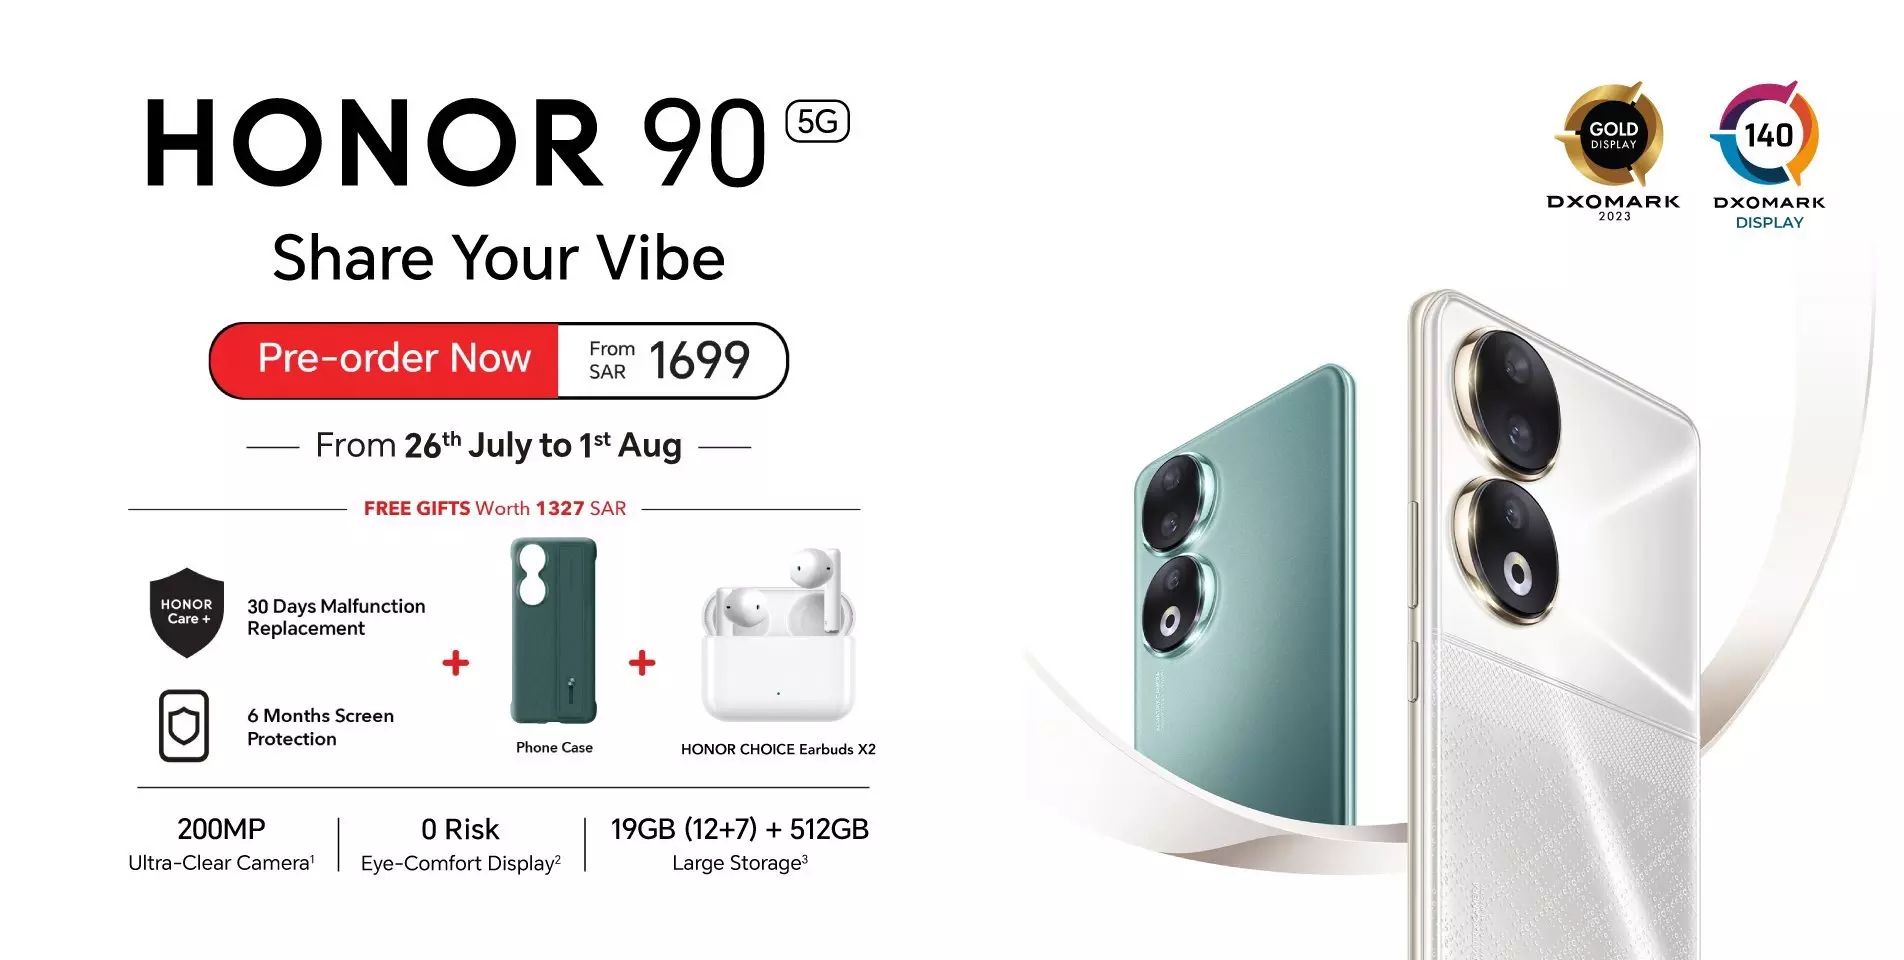 HONOR 90 5G
Share Your Vibe
Pre-order Now
From
SAR
1699
From 26th July to 1st Aug
FREE GIFTS Worth 1327 SAR
HONOR
Care +
30 Days Malfunction
Replacement
6 Months Screen
Protection
+
+
Phone Case
HONOR CHOICE Earbuds X2
200MP
Ultra-Clear Camera¹
0 Risk
Eye-Comfort Display²
19GB (12+7) + 512GB
Large Storage³
GOLD
DISPLAY
DXOMARK
2023
140
DXOMARK
DISPLAY